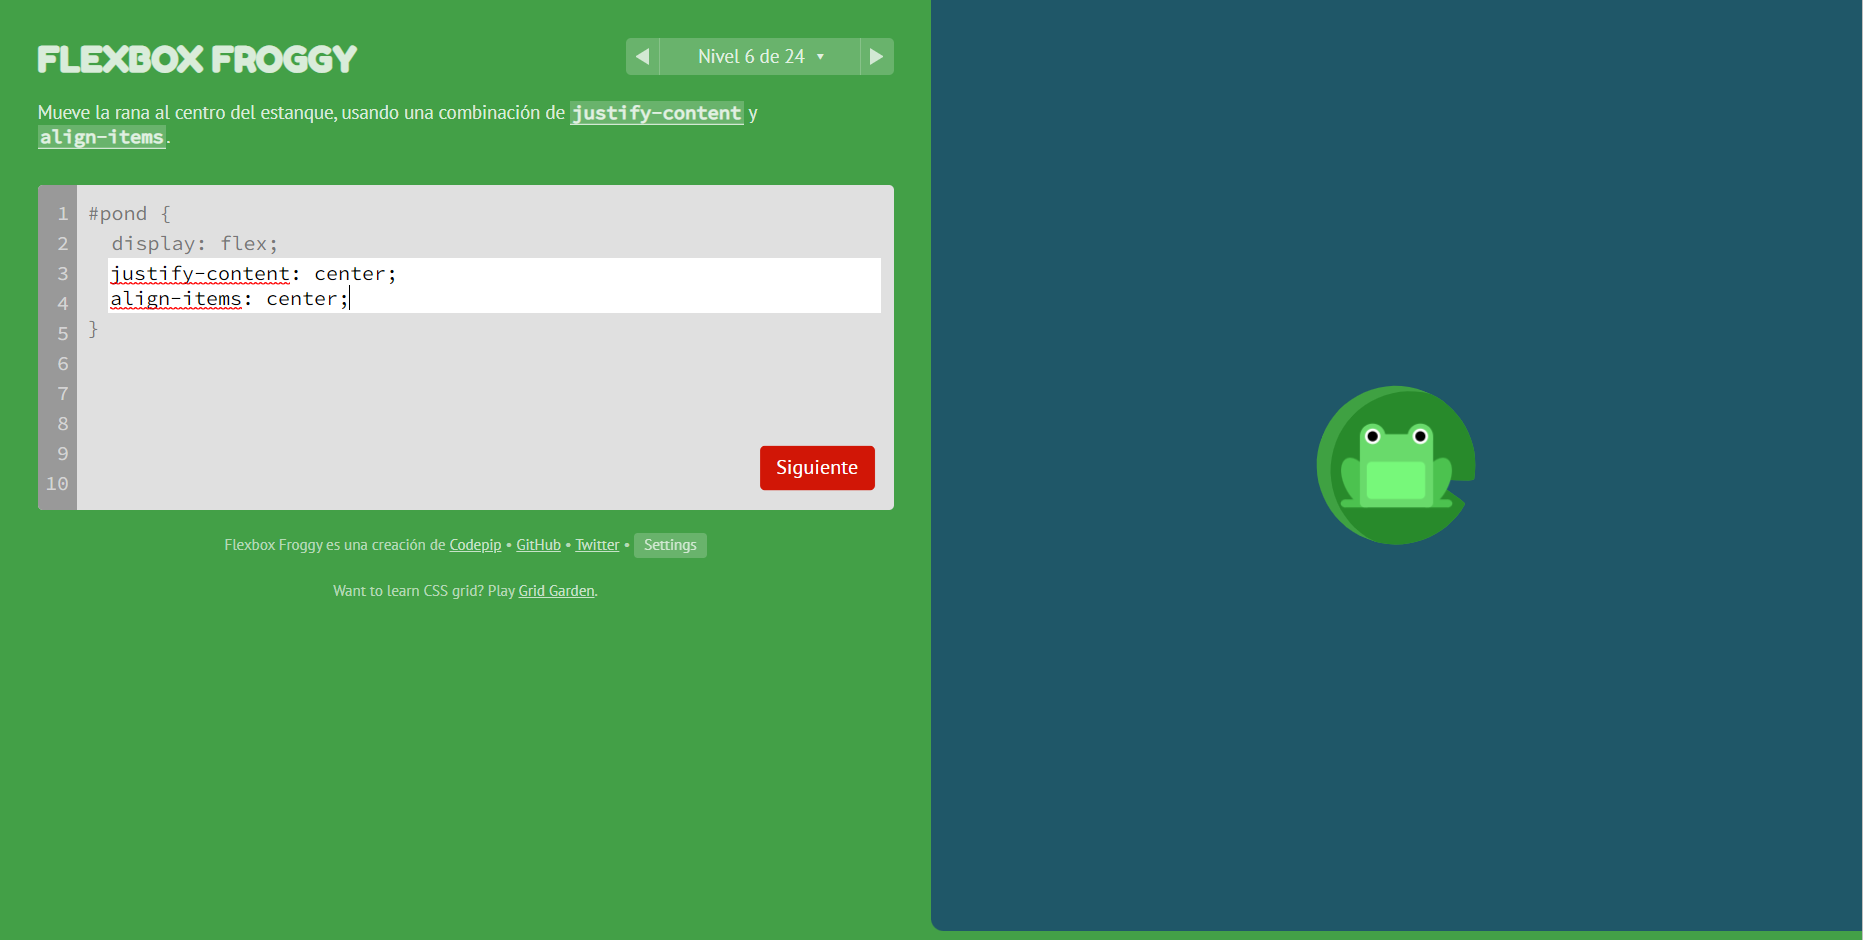 FLEXBOX FROGGY
◀ Nivel 6 de 24 ▾ ▶
Mueve la rana al centro del estanque, usando una combinación de justify-content y
align-items.
1 #pond {
2 display: flex;
3 justify-content: center;
4 align-items: center;
5 }
6
7
8
9
10
Siguiente
Flexbox Froggy es una creación de Codepip • GitHub • Twitter • Settings
Want to learn CSS grid? Play Grid Garden.